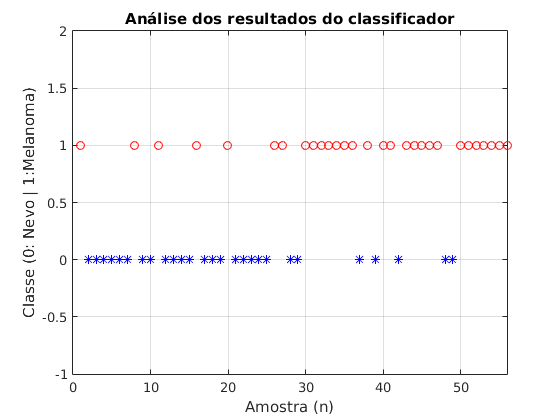 Análise dos resultados do classificador
2
1.5
1
0.5
0
-0.5
-1
Classe (0: Nevo | 1:Melanoma)
0 10 20 30 40 50
Amostra (n)